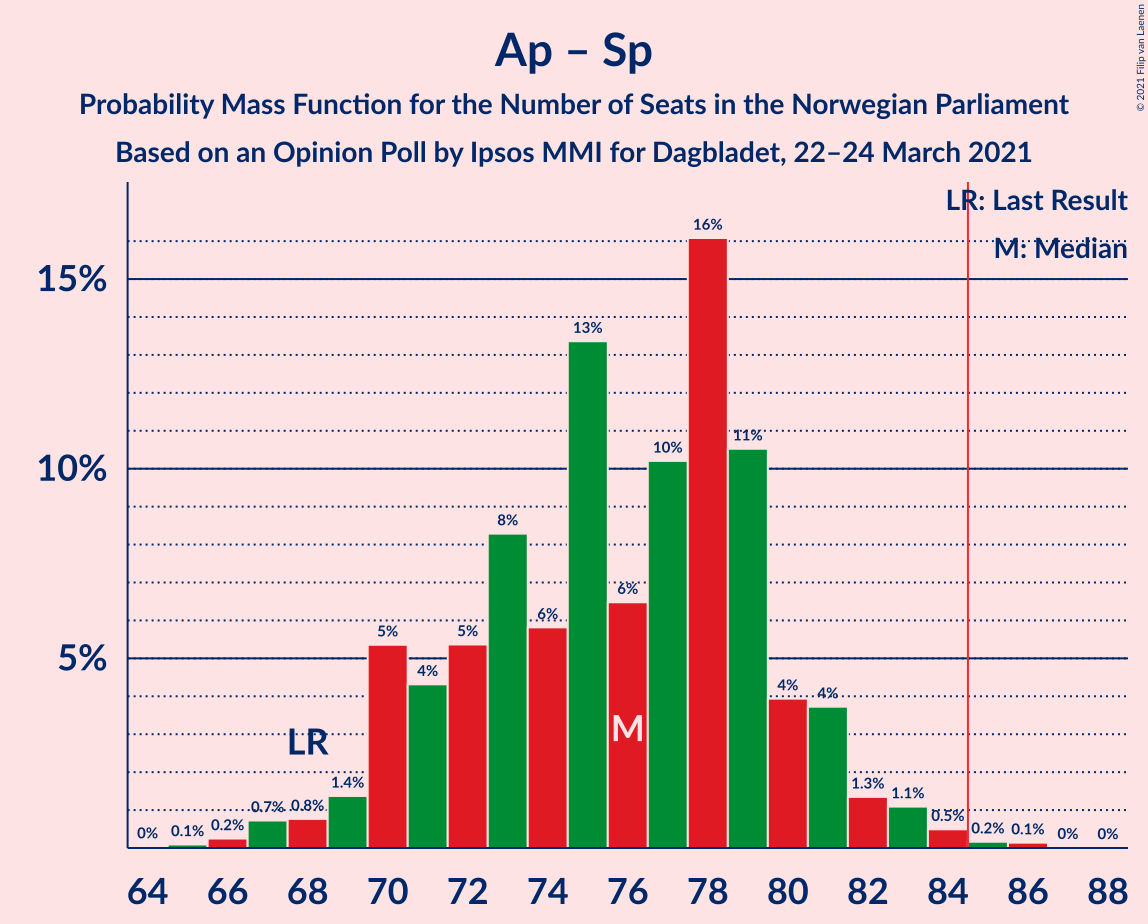 Ap – Sp
Probability Mass Function for the Number of Seats in the Norwegian Parliament
Based on an Opinion Poll by Ipsos MMI for Dagbladet, 22–24 March 2021
© 2021 Filip van Laenen
LR: Last Result
M: Median
15%
10%
5%
0% 0.1% 0.2% 0.7% 0.8% 1.4% 5% 4% 5% 8% 6% 13% 6% 10% 16% 11% 4% 4% 1.3% 1.1% 0.5% 0.2% 0.1% 0% 0%
LR
M
64 66 68 70 72 74 76 78 80 82 84 86 88